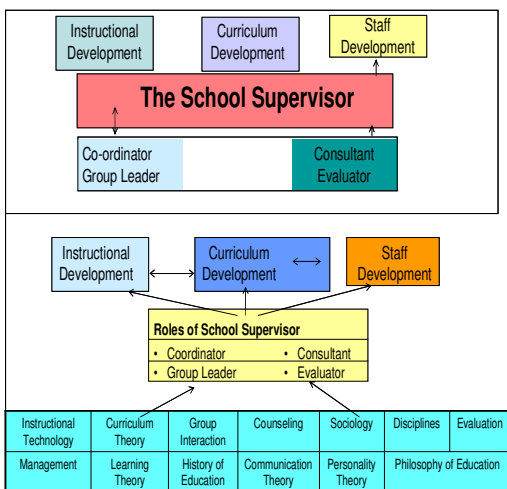 Instructional
Development
Curriculum
Development
Staff
Development
The School Supervisor
Co-ordinator
Group Leader
Consultant
Evaluator
Instructional
Development
Curriculum
Development
Staff
Development
Roles of School Supervisor
• Coordinator • Consultant
• Group Leader • Evaluator
Instructional Technology Curriculum Theory Group Interaction Counseling Sociology Disciplines Evaluation
Management Learning Theory History of Education Communication Theory Personality Theory Philosophy of Education